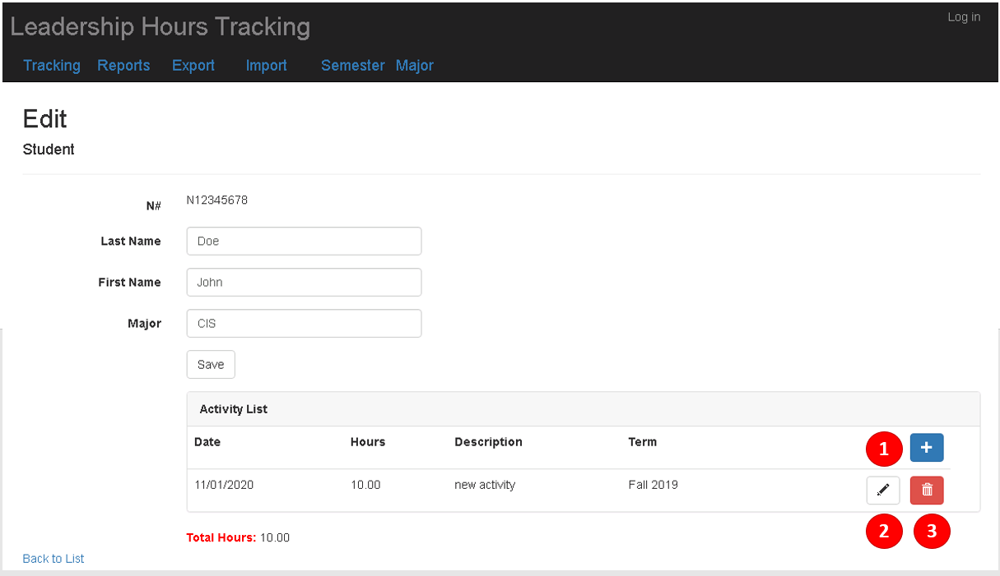 Leadership Hours Tracking
Log in
Tracking Reports Export Import Semester Major
Edit
Student
N# N12345678
Last Name Doe
First Name John
Major CIS
Save
Activity List
Date Hours Description Term 1 +
11/01/2020 10.00 new activity Fall 2019
2 3
Total Hours: 10.00
Back to List